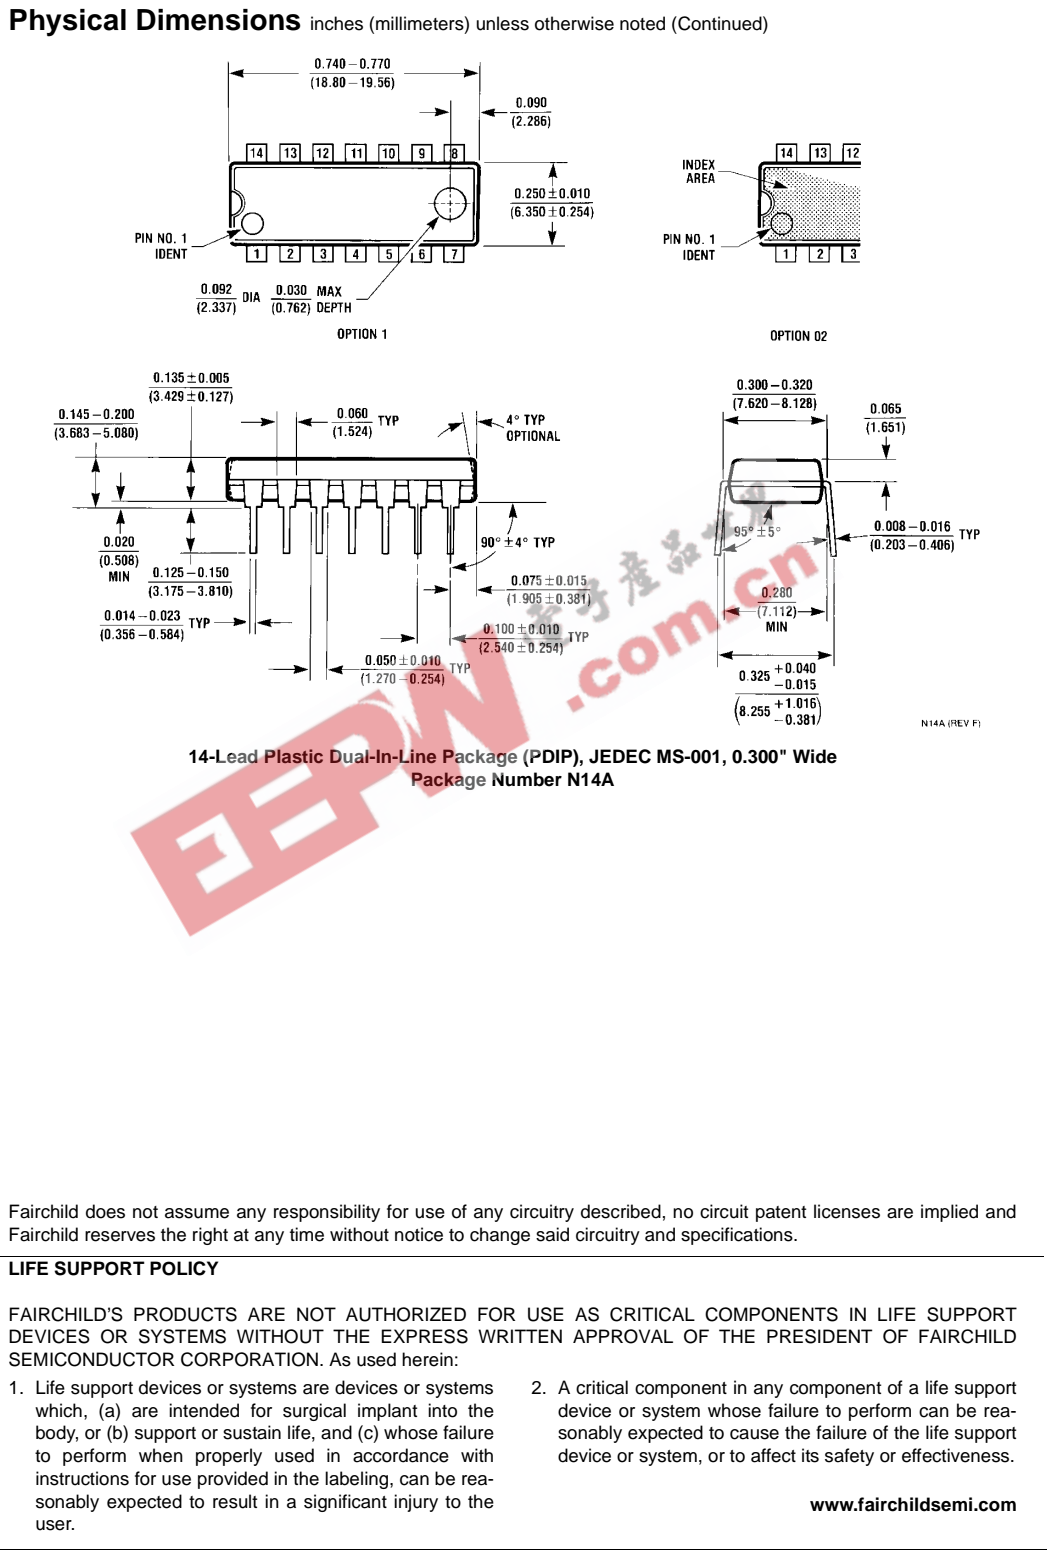 Physical Dimensions inches (millimeters) unless otherwise noted (Continued)
0.740 – 0.770
(18.80 – 19.56)
0.090
(2.286)
14 13 12 11 10 9 8
0.250 ± 0.010
(6.350 ± 0.254)
PIN NO. 1
IDENT
1 2 3 4 5 6 7
0.092
(2.337)
DIA
0.030
(0.762)
MAX
DEPTH
OPTION 1
14 13 12
INDEX
AREA
PIN NO. 1
IDENT
1 2 3
OPTION 02
0.135 ± 0.005
(3.429 ± 0.127)
0.145 – 0.200
(3.683 – 5.080)
0.060
(1.524)
TYP
4° TYP
OPTIONAL
0.020
(0.508)
MIN
0.125 – 0.150
(3.175 – 3.810)
0.014 – 0.023
(0.356 – 0.584)
TYP
90° ± 4° TYP
0.075 ± 0.015
(1.905 ± 0.381)
0.100 ± 0.010
(2.540 ± 0.254)
TYP
0.050 ± 0.010
(1.270 – 0.254)
TYP
0.300 – 0.320
(7.620 – 8.128)
0.065
(1.651)
95° ± 5°
0.008 – 0.016
(0.203 – 0.406)
TYP
0.280
(7.112)
MIN
0.325 +0.040 –0.015
(8.255 +1.016 –0.381)
N14A (REV F)
電子産品世界
EEPW.com.cn
14-Lead Plastic Dual-In-Line Package (PDIP), JEDEC MS-001, 0.300" Wide
Package Number N14A
Fairchild does not assume any responsibility for use of any circuitry described, no circuit patent licenses are implied and
Fairchild reserves the right at any time without notice to change said circuitry and specifications.
LIFE SUPPORT POLICY
FAIRCHILD'S PRODUCTS ARE NOT AUTHORIZED FOR USE AS CRITICAL COMPONENTS IN LIFE SUPPORT
DEVICES OR SYSTEMS WITHOUT THE EXPRESS WRITTEN APPROVAL OF THE PRESIDENT OF FAIRCHILD
SEMICONDUCTOR CORPORATION. As used herein:
1. Life support devices or systems are devices or systems
which, (a) are intended for surgical implant into the
body, or (b) support or sustain life, and (c) whose failure
to perform when properly used in accordance with
instructions for use provided in the labeling, can be rea-
sonably expected to result in a significant injury to the
user.
2. A critical component in any component of a life support
device or system whose failure to perform can be rea-
sonably expected to cause the failure of the life support
device or system, or to affect its safety or effectiveness.
www.fairchildsemi.com